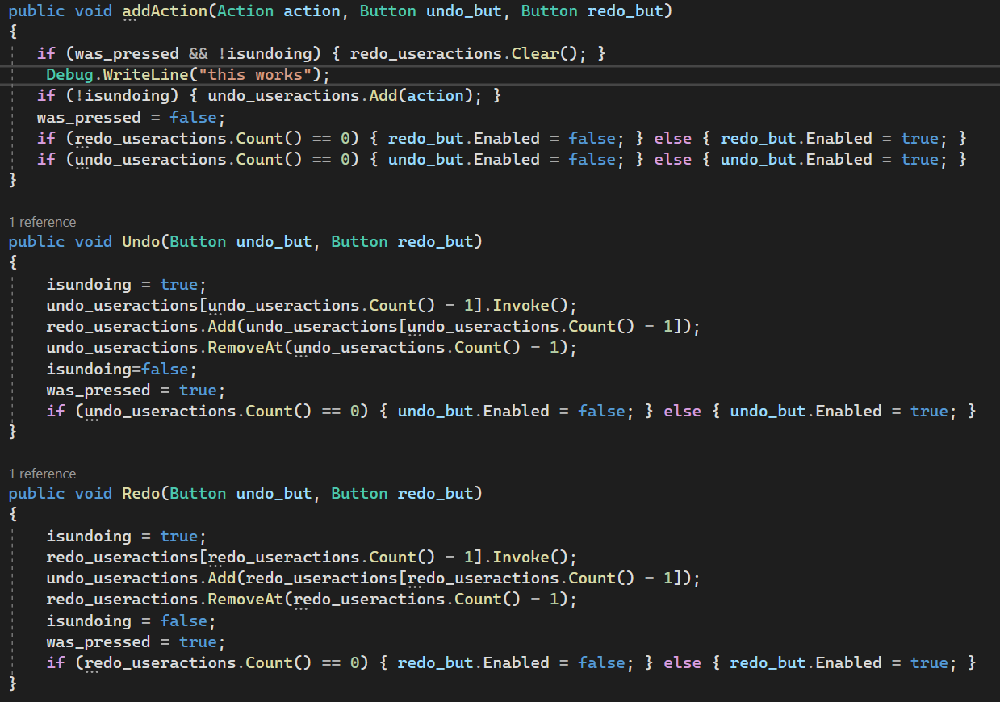 public void addAction(Action action, Button undo_but, Button redo_but)
{
if (was_pressed && !isundoing) { redo_useractions.Clear(); }
Debug.WriteLine("this works");
if (!isundoing) { undo_useractions.Add(action); }
was_pressed = false;
if (redo_useractions.Count() == 0) { redo_but.Enabled = false; } else { redo_but.Enabled = true; }
if (undo_useractions.Count() == 0) { undo_but.Enabled = false; } else { undo_but.Enabled = true; }
}
1 reference
public void Undo(Button undo_but, Button redo_but)
{
isundoing = true;
undo_useractions[undo_useractions.Count() - 1].Invoke();
redo_useractions.Add(undo_useractions[undo_useractions.Count() - 1]);
undo_useractions.RemoveAt(undo_useractions.Count() - 1);
isundoing=false;
was_pressed = true;
if (undo_useractions.Count() == 0) { undo_but.Enabled = false; } else { undo_but.Enabled = true; }
}
1 reference
public void Redo(Button undo_but, Button redo_but)
{
isundoing = true;
redo_useractions[redo_useractions.Count() - 1].Invoke();
undo_useractions.Add(redo_useractions[redo_useractions.Count() - 1]);
redo_useractions.RemoveAt(redo_useractions.Count() - 1);
isundoing = false;
was_pressed = true;
if (redo_useractions.Count() == 0) { redo_but.Enabled = false; } else { redo_but.Enabled = true; }
}